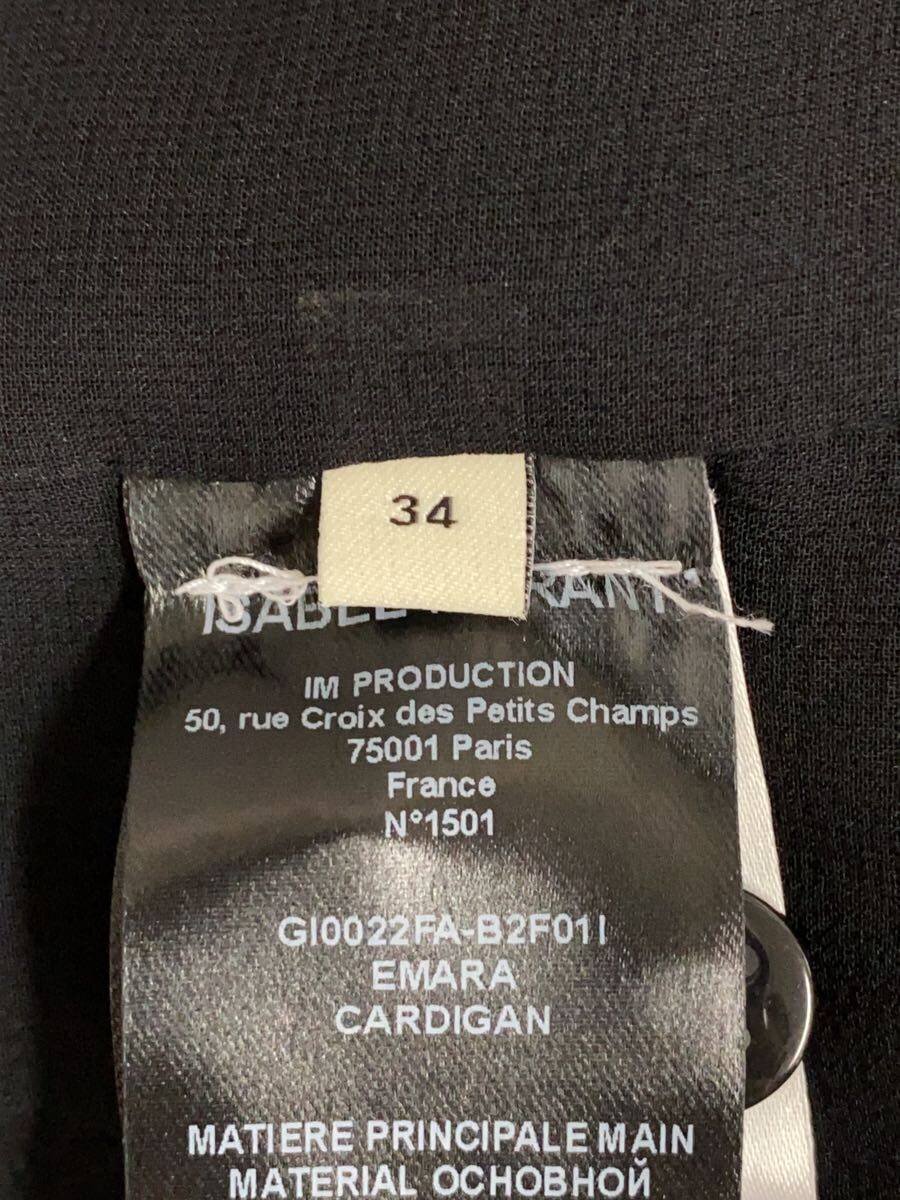 34
IM PRODUCTION
50, rue Croix des Petits Champs
75001 Paris
France
N°1501
GI0022FA-B2F01I
EMARA
CARDIGAN
MATIERE PRINCIPALE MAIN
MATERIAL ОСНОВНОЙ